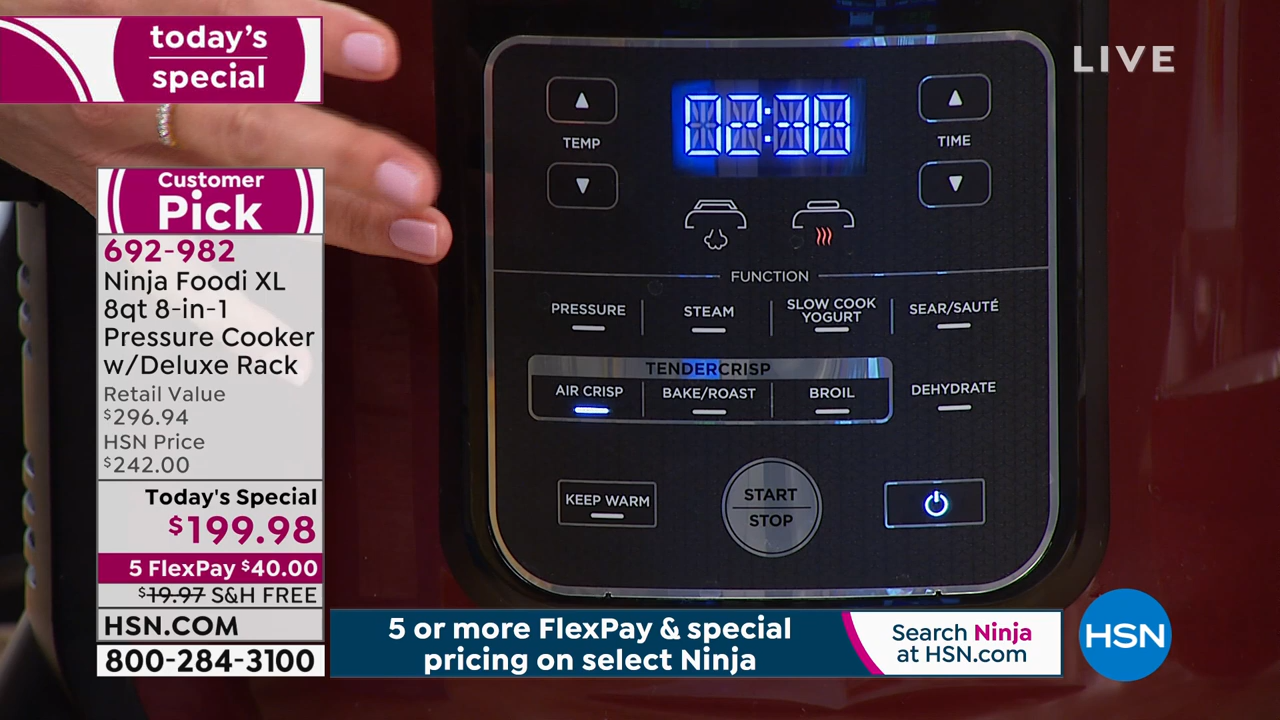 today's
special
LIVE
Customer
Pick
692-982
Ninja Foodi XL
8qt 8-in-1
Pressure Cooker
w/Deluxe Rack
Retail Value
$296.94
HSN Price
$242.00
Today's Special
$199.98
5 FlexPay $40.00
$19.97 S&H FREE
HSN.COM
800-284-3100
TEMP
TIME
FUNCTION
PRESSURE
STEAM
SLOW COOK
YOGURT
SEAR/SAUTÉ
TENDERCRISP
AIR CRISP
BAKE/ROAST
BROIL
DEHYDRATE
KEEP WARM
START
STOP
5 or more FlexPay & special
pricing on select Ninja
Search Ninja
at HSN.com
HSN